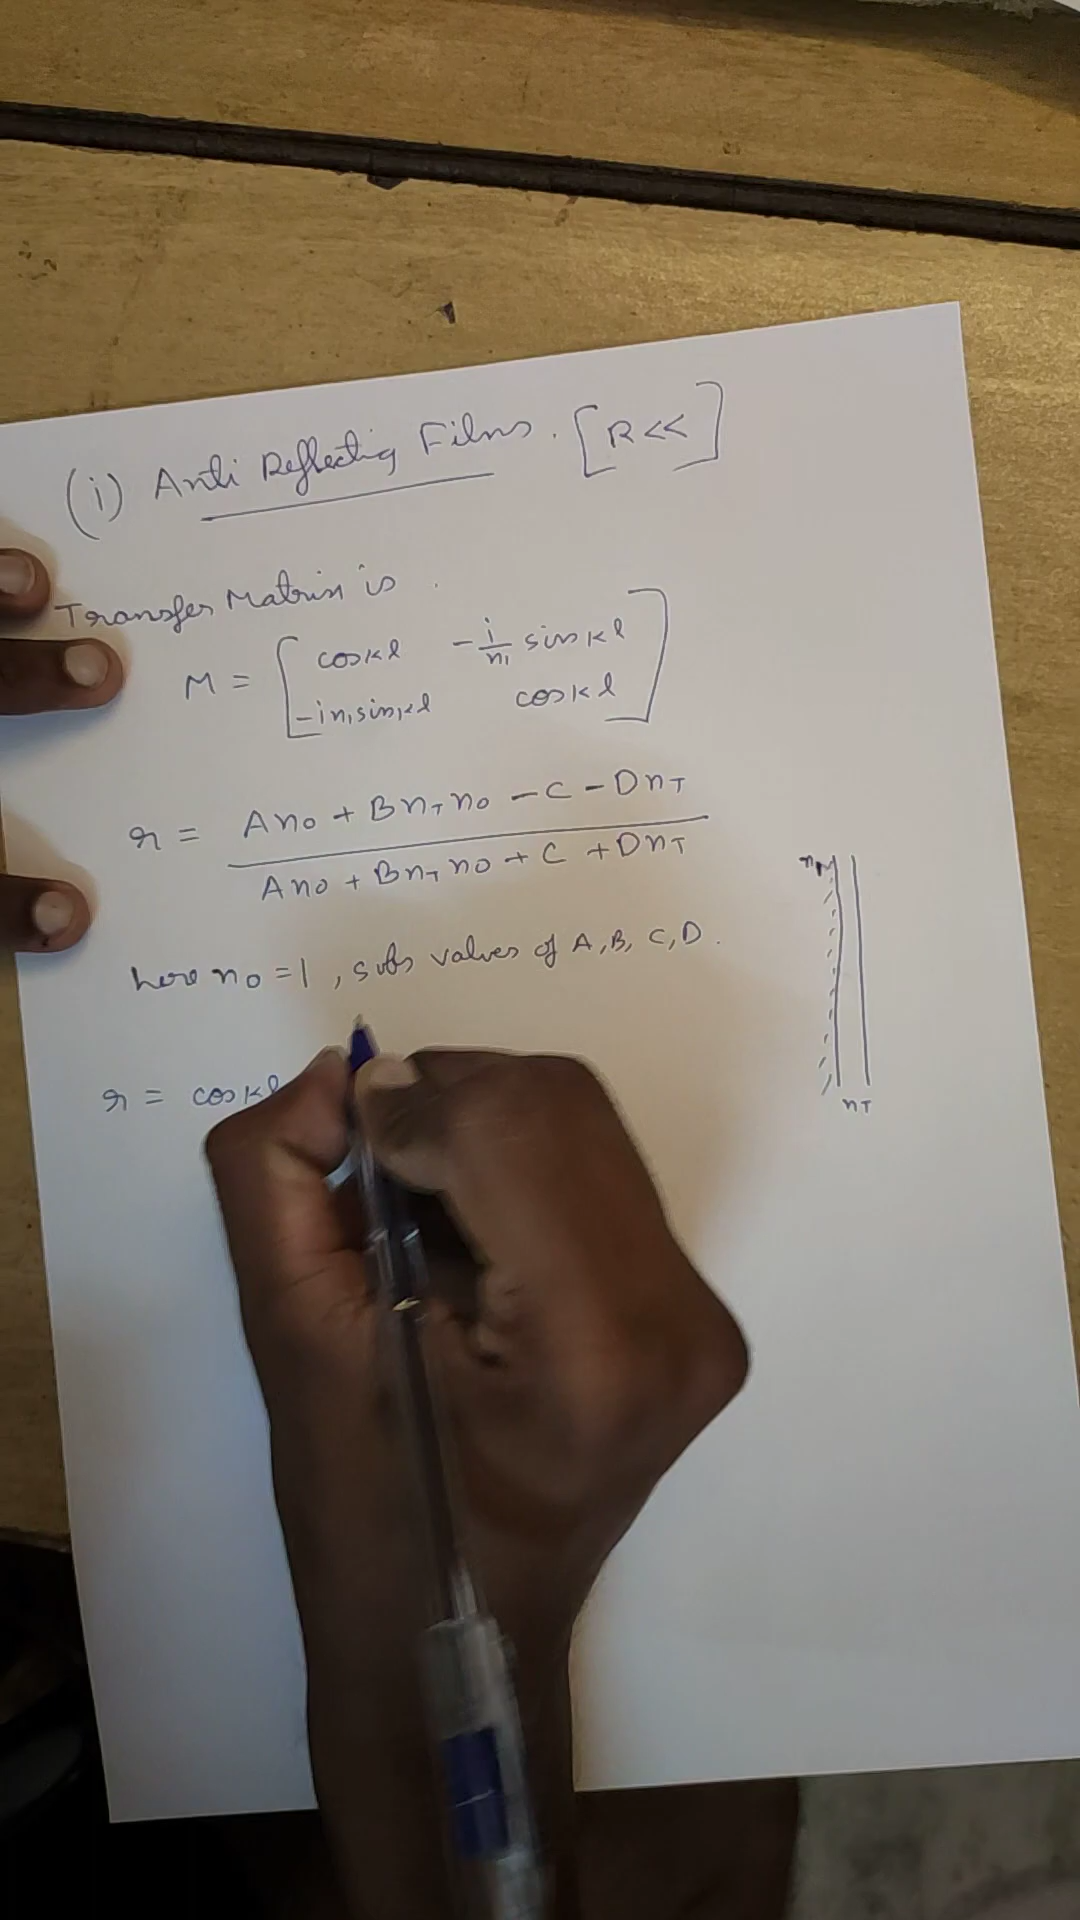 (i) Anti Reflecting Films. [R<<]
Transfer Matrix is.
M = [ cos kl -i/n₁ sin kl
-in₁ sin kl cos kl ]
r = An₀ + Bn_T n₀ - C - Dn_T
An₀ + Bn_T n₀ + C + Dn_T
here n₀ = 1, subs values of A, B, C, D.
r = cos kl
n_T